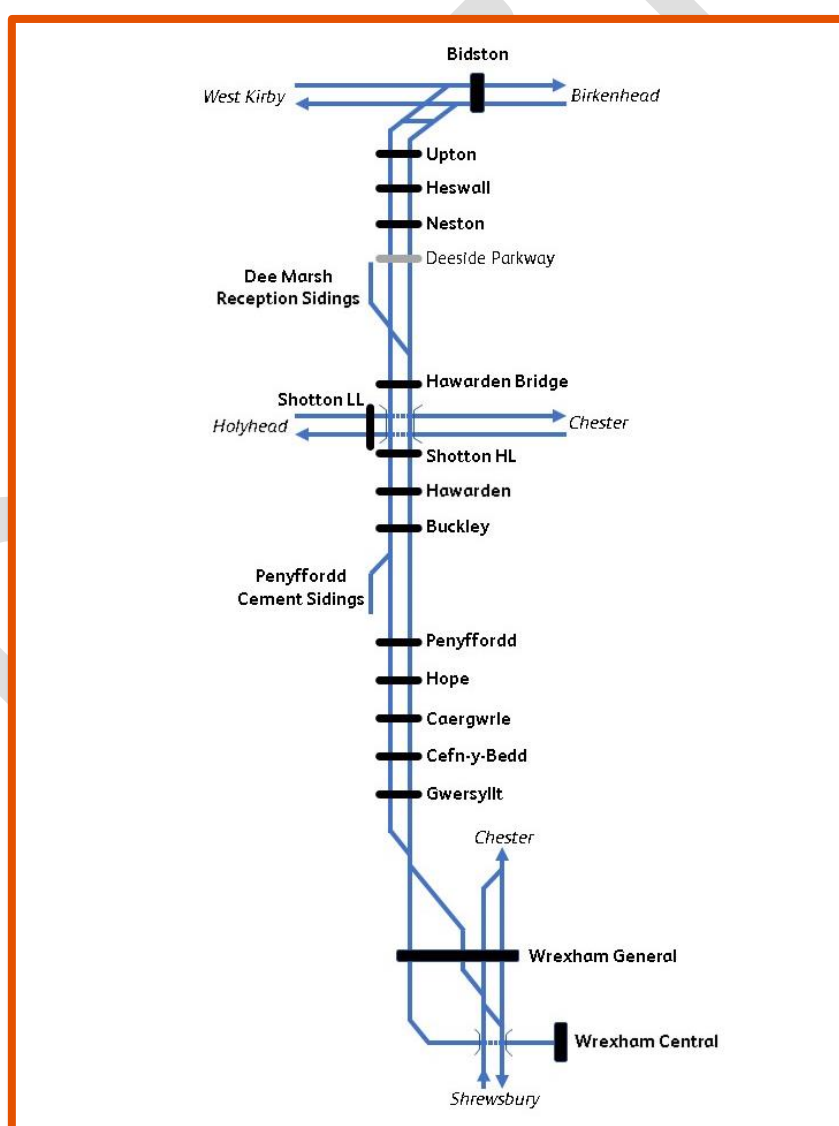 Bidston
West Kirby
Birkenhead
Upton
Heswall
Neston
Deeside Parkway
Dee Marsh
Reception Sidings
Hawarden Bridge
Shotton LL
Holyhead
Chester
Shotton HL
Hawarden
Buckley
Penyffordd
Cement Sidings
Penyffordd
Hope
Caergwrle
Cefn-y-Bedd
Gwersyllt
Chester
Wrexham General
Wrexham Central
Shrewsbury